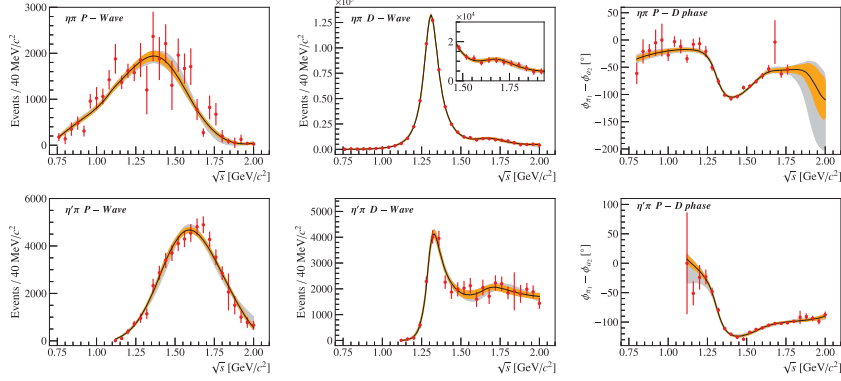 ηπ P − Wave
Events / 40 MeV/c²
3000
2000
1000
0
0.75 1.00 1.25 1.50 1.75 2.00
√s [GeV/c²]
ηπ D − Wave
Events / 40 MeV/c²
1.25
1.00
0.75
0.50
0.25
0.00
0.75 1.00 1.25 1.50 1.75 2.00
√s [GeV/c²]
×10⁴
2
1
0
1.50 1.75
ηπ P − D phase
ϕπ₁ − ϕa₂ [°]
50
0
−50
−100
−150
−200
0.75 1.00 1.25 1.50 1.75 2.00
√s [GeV/c²]
η′π P − Wave
Events / 40 MeV/c²
6000
4000
2000
0
0.75 1.00 1.25 1.50 1.75 2.00
√s [GeV/c²]
η′π D − Wave
Events / 40 MeV/c²
5000
4000
3000
2000
1000
0
0.75 1.00 1.25 1.50 1.75 2.00
√s [GeV/c²]
η′π P − D phase
ϕπ₁ − ϕa₂ [°]
100
50
0
−50
−100
0.75 1.00 1.25 1.50 1.75 2.00
√s [GeV/c²]